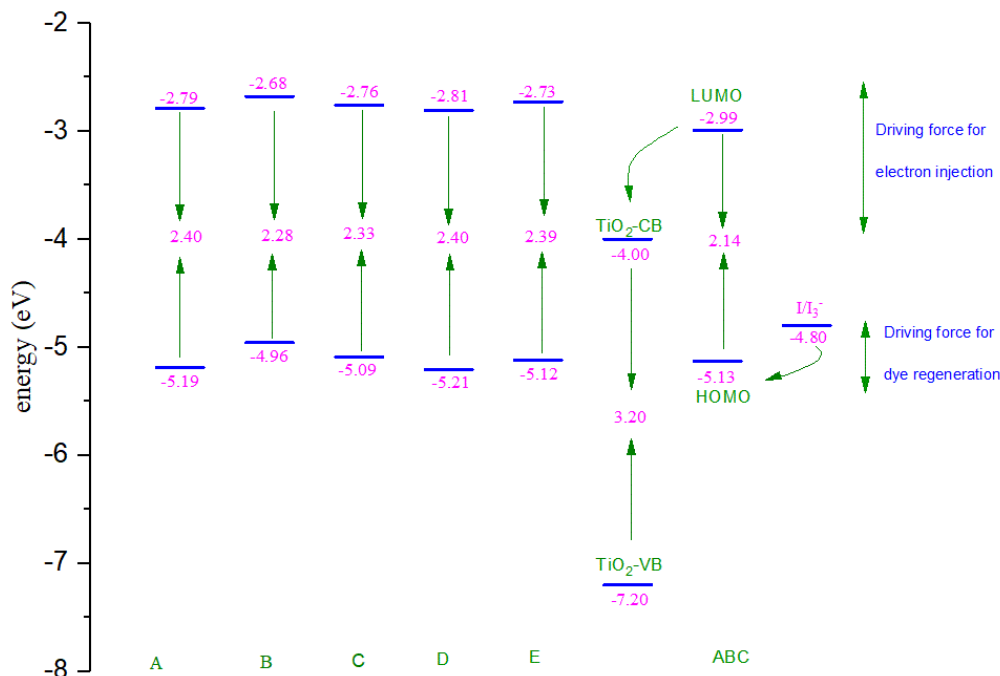 energy (eV)
-2
-3
-4
-5
-6
-7
-8
-2.79
-2.68
-2.76
-2.81
-2.73
LUMO
-2.99
Driving force for
electron injection
TiO2-CB
-4.00
2.40
2.28
2.33
2.40
2.39
2.14
I/I3-
-4.80
Driving force for
dye regeneration
-5.19
-4.96
-5.09
-5.21
-5.12
-5.13
HOMO
3.20
TiO2-VB
-7.20
A
B
C
D
E
ABC